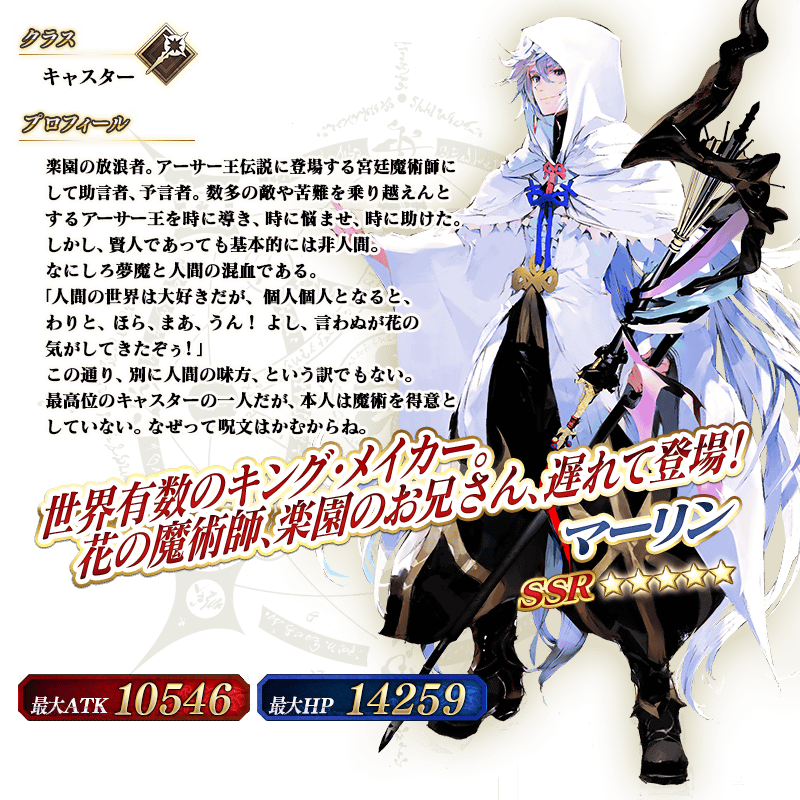 クラス
キャスター
プロフィール
楽園の放浪者。アーサー王伝説に登場する宮廷魔術師に
して助言者、予言者。数多の敵や苦難を乗り越えんと
するアーサー王を時に導き、時に悩ませ、時に助けた。
しかし、賢人であっても基本的には非人間。
なにしろ夢魔と人間の混血である。
「人間の世界は大好きだが、個人個人となると、
わりと、ほら、まあ、うん！ よし、言わぬが花の
気がしてきたぞぅ！」
この通り、別に人間の味方、という訳でもない。
最高位のキャスターの一人だが、本人は魔術を得意と
していない。なぜって呪文はかむからね。
世界有数のキング・メイカー。
花の魔術師、楽園のお兄さん、遅れて登場！
マーリン
SSR ★★★★★
最大ATK 10546
最大HP 14259